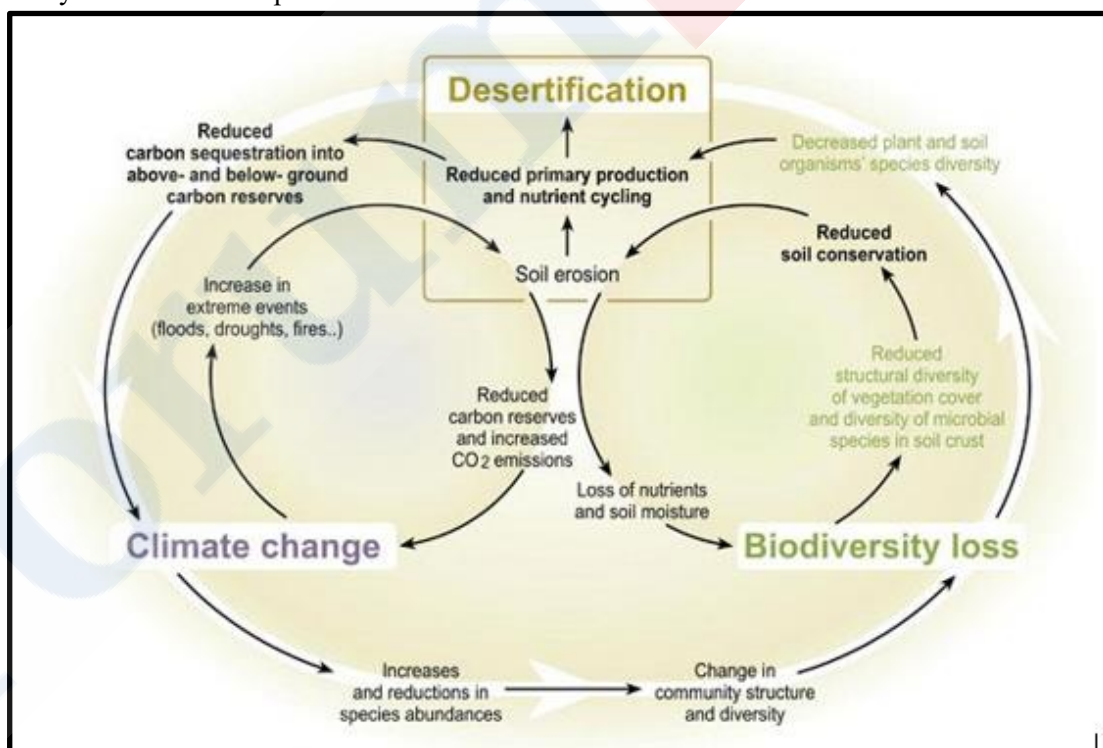 Desertification
Reduced
carbon sequestration into
above- and below- ground
carbon reserves
Reduced primary production
and nutrient cycling
Decreased plant and soil
organisms' species diversity
Reduced
soil conservation
Soil erosion
Increase in
extreme events
(floods, droughts, fires..)
Reduced
structural diversity
of vegetation cover
and diversity of microbial
species in soil crust
Reduced
carbon reserves
and increased
CO2 emissions
Loss of nutrients
and soil moisture
Climate change
Biodiversity loss
Increases
and reductions in
species abundances
Change in
community structure
and diversity